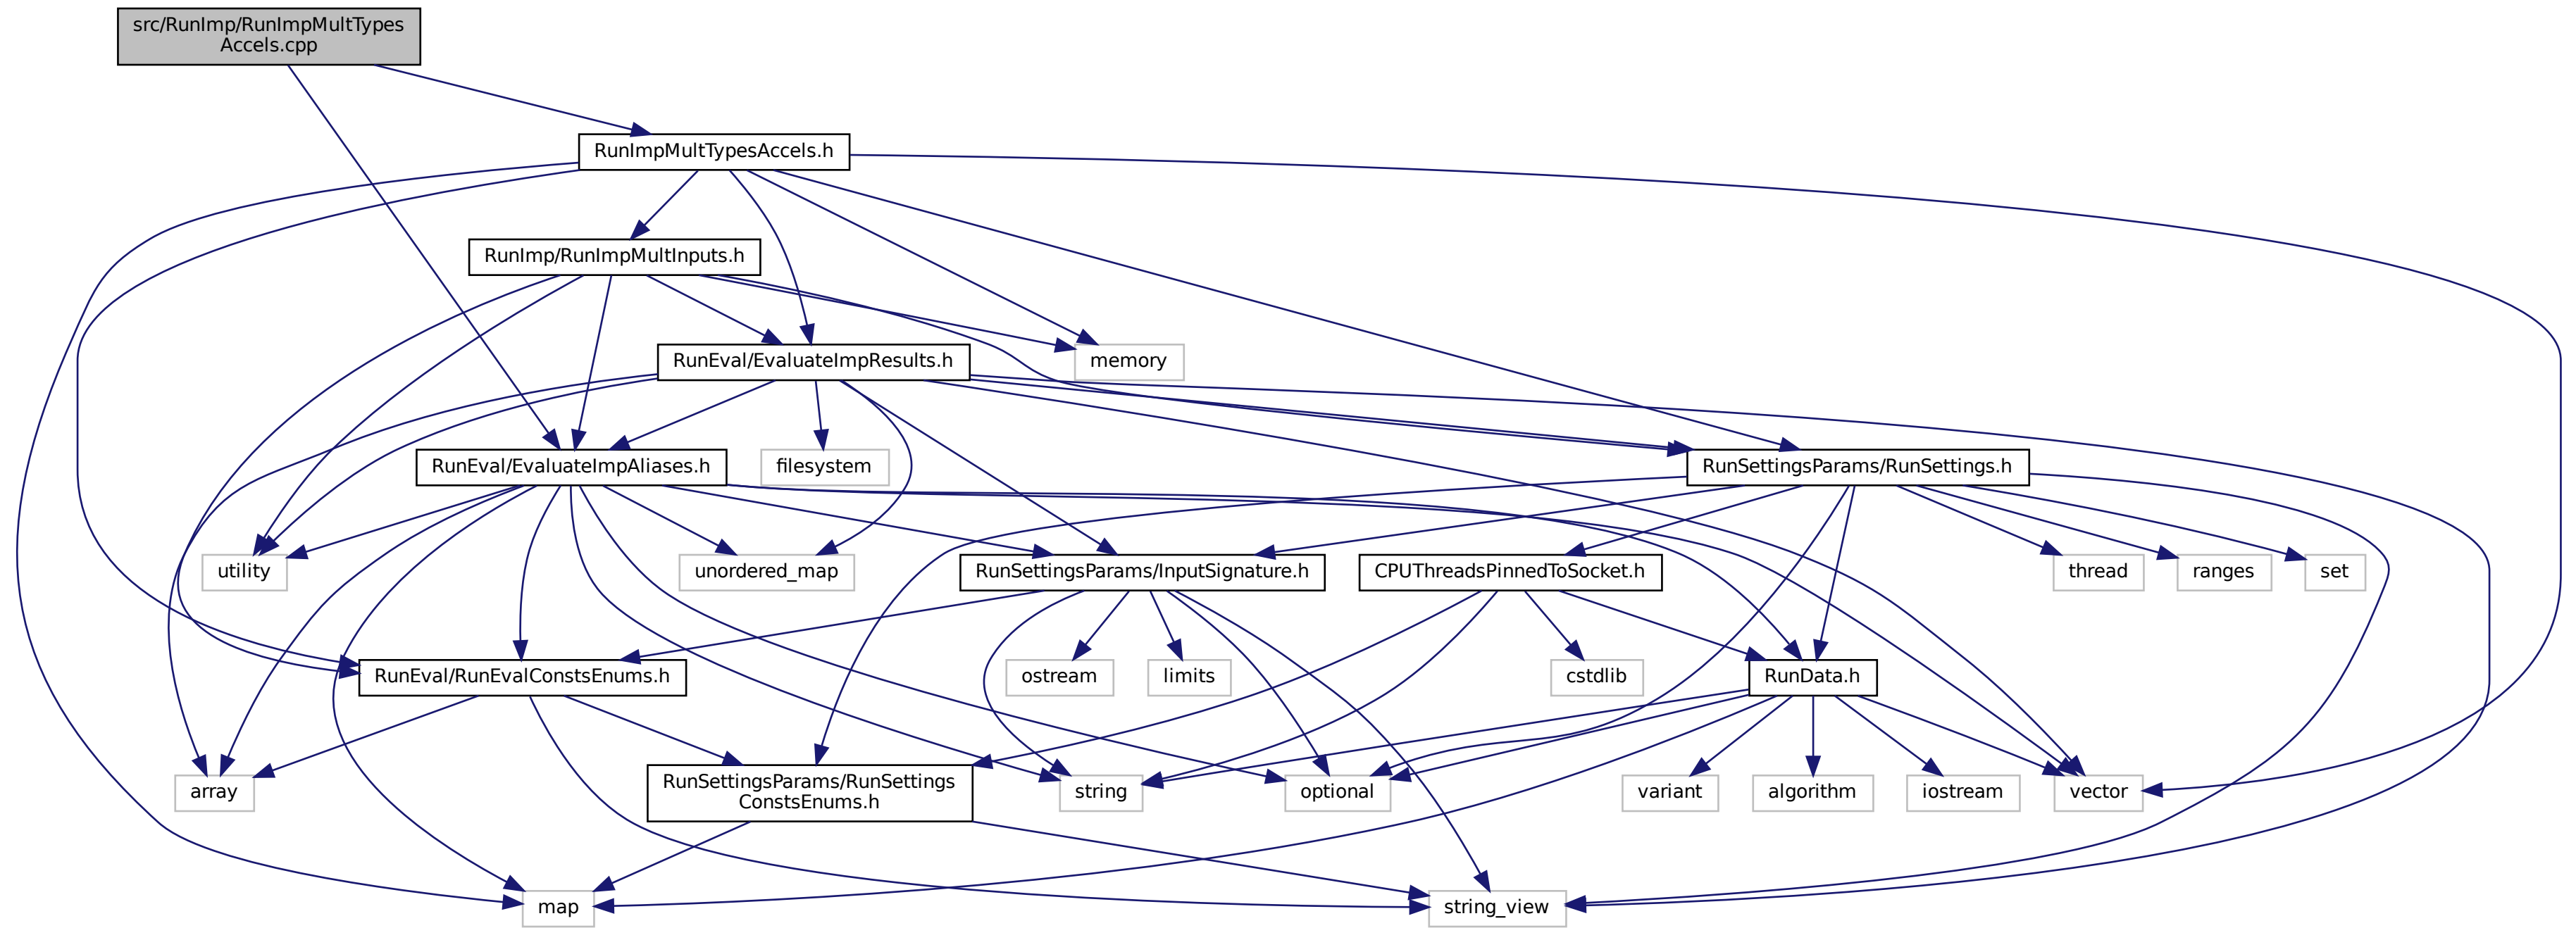 src/RunImp/RunImpMultTypes
Accels.cpp
RunImpMultTypesAccels.h
RunImp/RunImpMultInputs.h
RunEval/EvaluateImpResults.h
memory
RunEval/EvaluateImpAliases.h
filesystem
RunSettingsParams/RunSettings.h
utility
unordered_map
RunSettingsParams/InputSignature.h
CPUThreadsPinnedToSocket.h
thread
ranges
set
RunEval/RunEvalConstsEnums.h
ostream
limits
cstdlib
RunData.h
array
RunSettingsParams/RunSettings
ConstsEnums.h
string
optional
variant
algorithm
iostream
vector
map
string_view